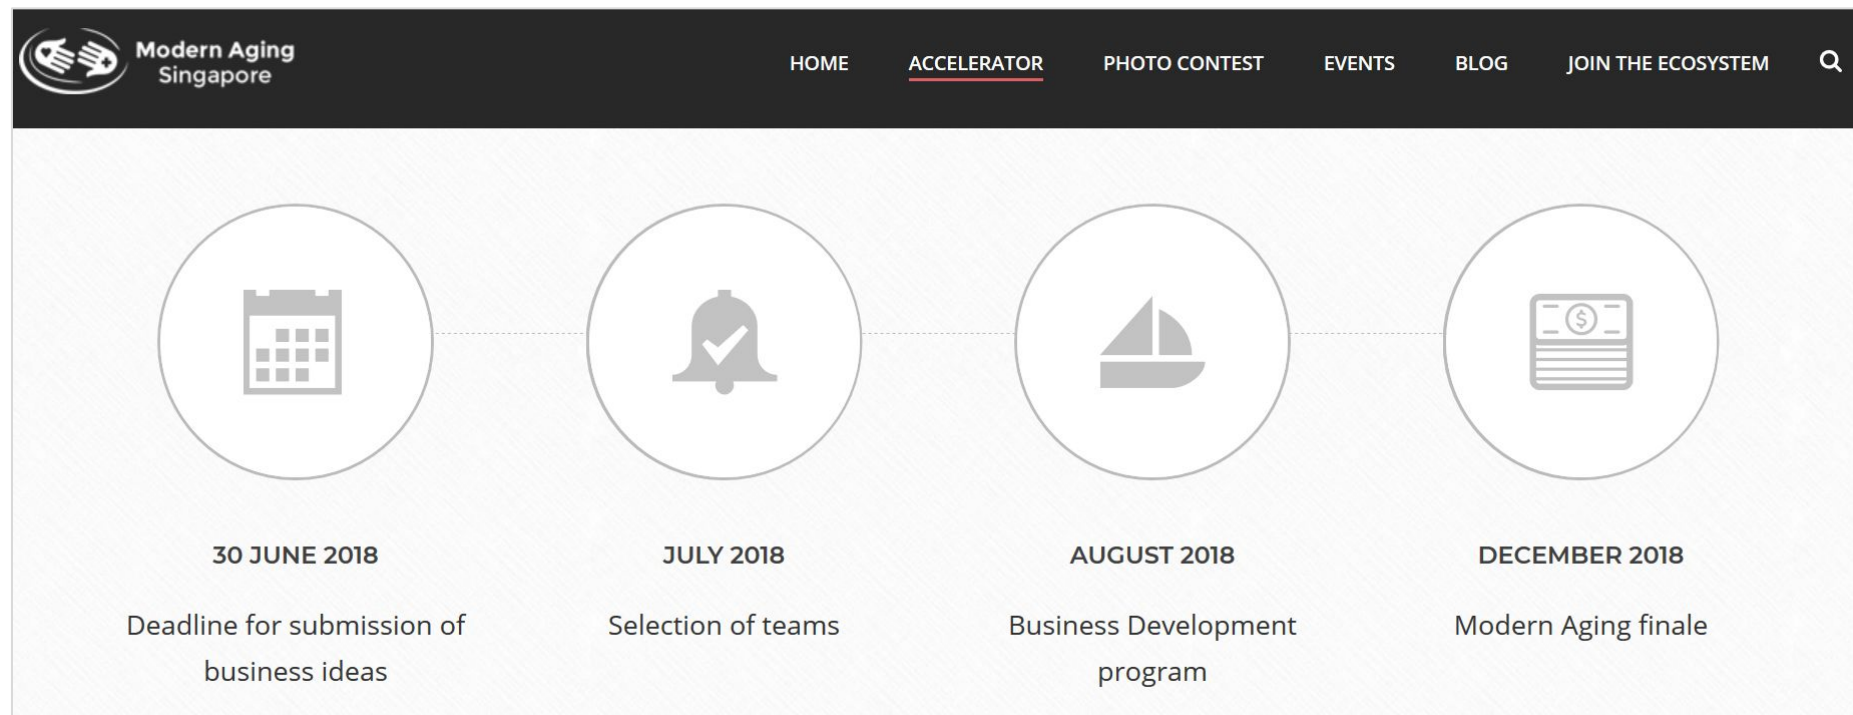 Modern Aging
Singapore
HOME
ACCELERATOR
PHOTO CONTEST
EVENTS
BLOG
JOIN THE ECOSYSTEM
30 JUNE 2018
Deadline for submission of
business ideas
JULY 2018
Selection of teams
AUGUST 2018
Business Development
program
$
DECEMBER 2018
Modern Aging finale